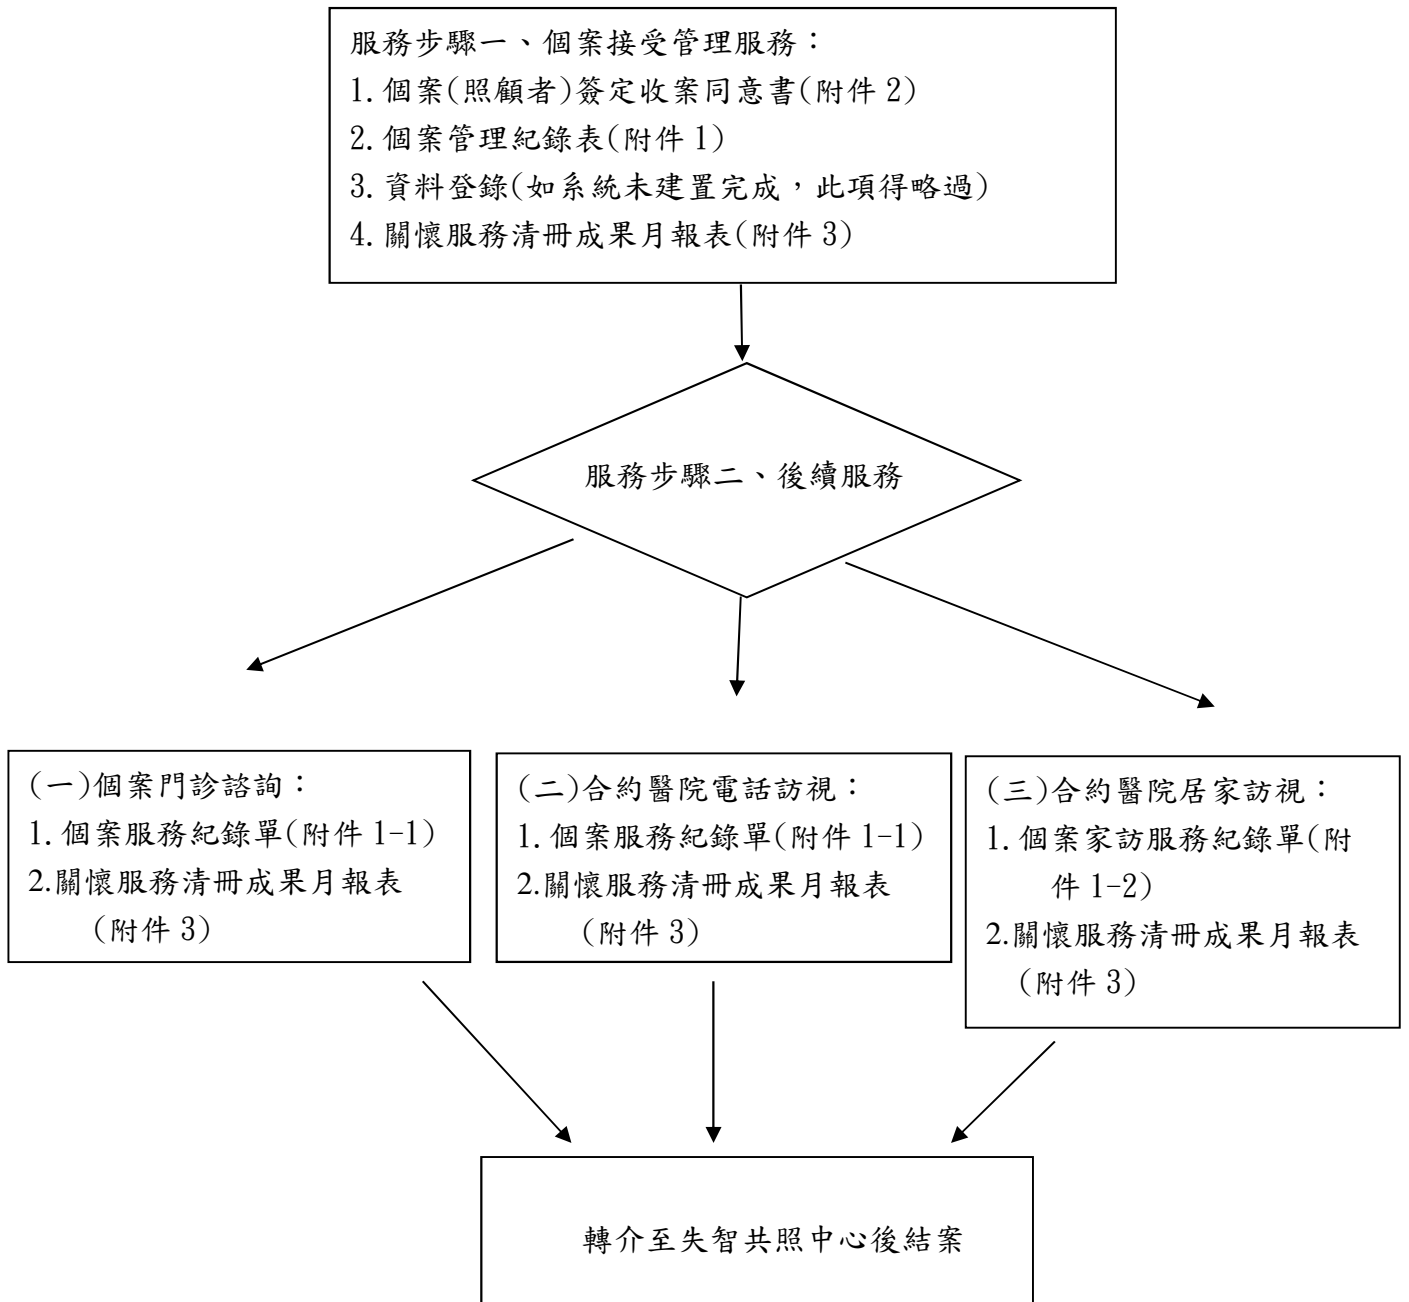 服務步驟一、個案接受管理服務：
1.個案(照顧者)簽定收案同意書(附件 2)
2.個案管理紀錄表(附件 1)
3.資料登錄(如系統未建置完成，此項得略過)
4.關懷服務清冊成果月報表(附件 3)
服務步驟二、後續服務
(一)個案門診諮詢：
1.個案服務紀錄單(附件 1-1)
2.關懷服務清冊成果月報表
(附件 3)
(二)合約醫院電話訪視：
1.個案服務紀錄單(附件 1-1)
2.關懷服務清冊成果月報表
(附件 3)
(三)合約醫院居家訪視：
1.個案家訪服務紀錄單(附
件 1-2)
2.關懷服務清冊成果月報表
(附件 3)
轉介至失智共照中心後結案